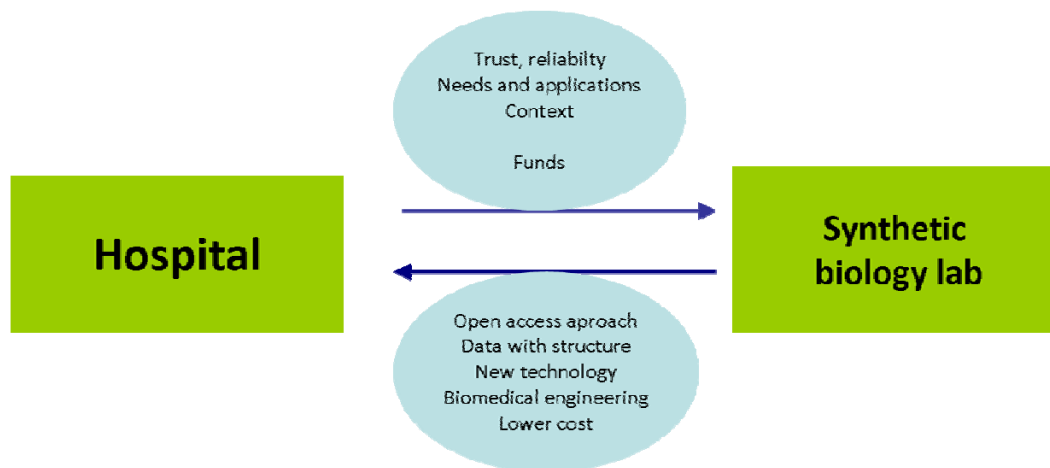 Trust, reliabilty
Needs and applications
Context
Funds
Hospital
Synthetic
biology lab
Open access aproach
Data with structure
New technology
Biomedical engineering
Lower cost